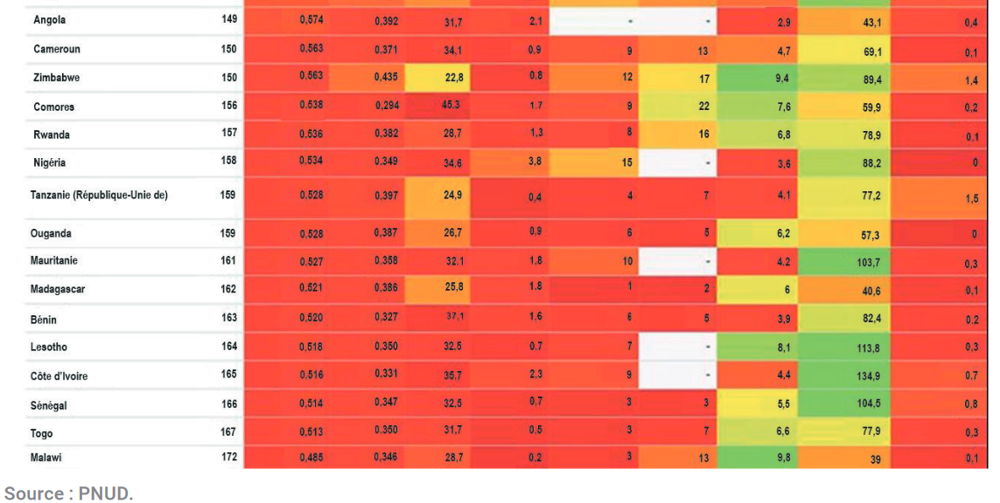 Angola 149 0,574 0,392 31,7 2.1 - - 2,9 43,1 0,4
Cameroun 150 0.563 0.371 34,1 0,9 9 13 4,7 69,1 0,1
Zimbabwe 150 0.563 0,435 22,8 0.8 12 17 9,4 89,4 1,4
Comores 156 0.538 0,294 45.3 1.7 9 22 7,6 59,9 0,2
Rwanda 157 0,536 0,382 28,7 1,3 8 16 6,8 78,9 0,1
Nigéria 158 0.534 0.349 34,6 3,8 15 - 3,6 88,2 0
Tanzanie (République-Unie de) 159 0.528 0,397 24,9 0,4 4 7 4.1 77,2 1,5
Ouganda 159 0,528 0,387 26,7 0,9 6 5 6,2 57,3 0
Mauritanie 161 0.527 0,358 32.1 1,8 10 - 4.2 103,7 0,3
Madagascar 162 0.521 0,386 25,8 1.8 1 2 6 40,6 0,1
Bénin 163 0,520 0,327 37,1 1,6 6 5 3,9 82,4 0.2
Lesotho 164 0.518 0,350 32,5 0.7 7 - 8,1 113,8 0,3
Côte d'Ivoire 165 0,516 0,331 35,7 2,3 9 - 4,4 134,9 0,7
Sénégal 166 0,514 0,347 32,5 0,7 3 3 5,5 104,5 0,8
Togo 167 0,513 0.350 31,7 0.5 3 7 6,6 77,9 0,3
Malawi 172 0,485 0,346 28,7 0,2 3 13 9,8 39 0,1
Source : PNUD.